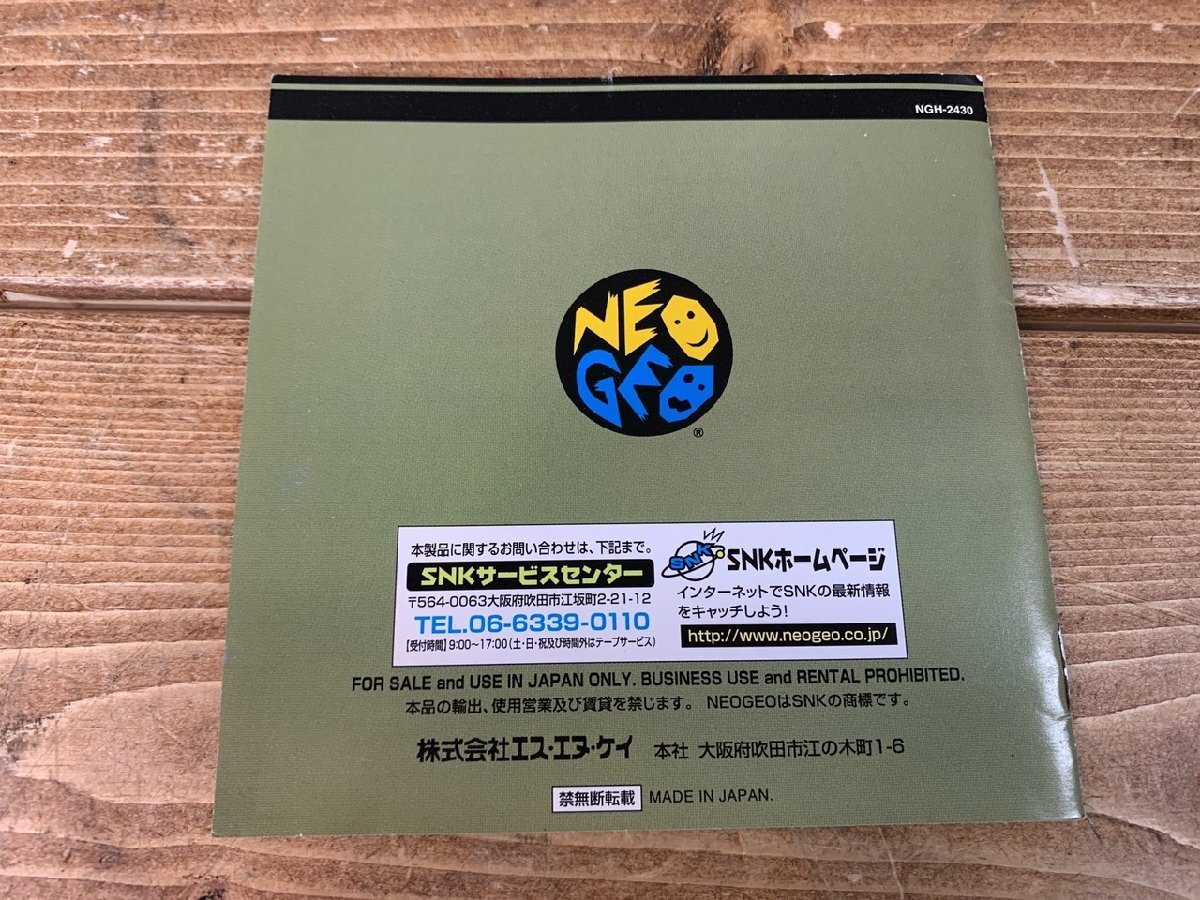 NGH-2430
NEO
GEO
®
本製品に関するお問い合わせは、下記まで。
SNKサービスセンター
〒564-0063大阪府吹田市江坂町2-21-12
TEL.06-6339-0110
【受付時間】9:00〜17:00(土・日・祝及び時間外はテープサービス)
SNK
SNKホームページ
インターネットでSNKの最新情報
をキャッチしよう!
http://www.neogeo.co.jp/
FOR SALE and USE IN JAPAN ONLY. BUSINESS USE and RENTAL PROHIBITED.
本品の輸出、使用営業及び賃貸を禁じます。 NEOGEOはSNKの商標です。
株式会社エス・エヌ・ケイ 本社 大阪府吹田市江の木町1-6
禁無断転載 MADE IN JAPAN.